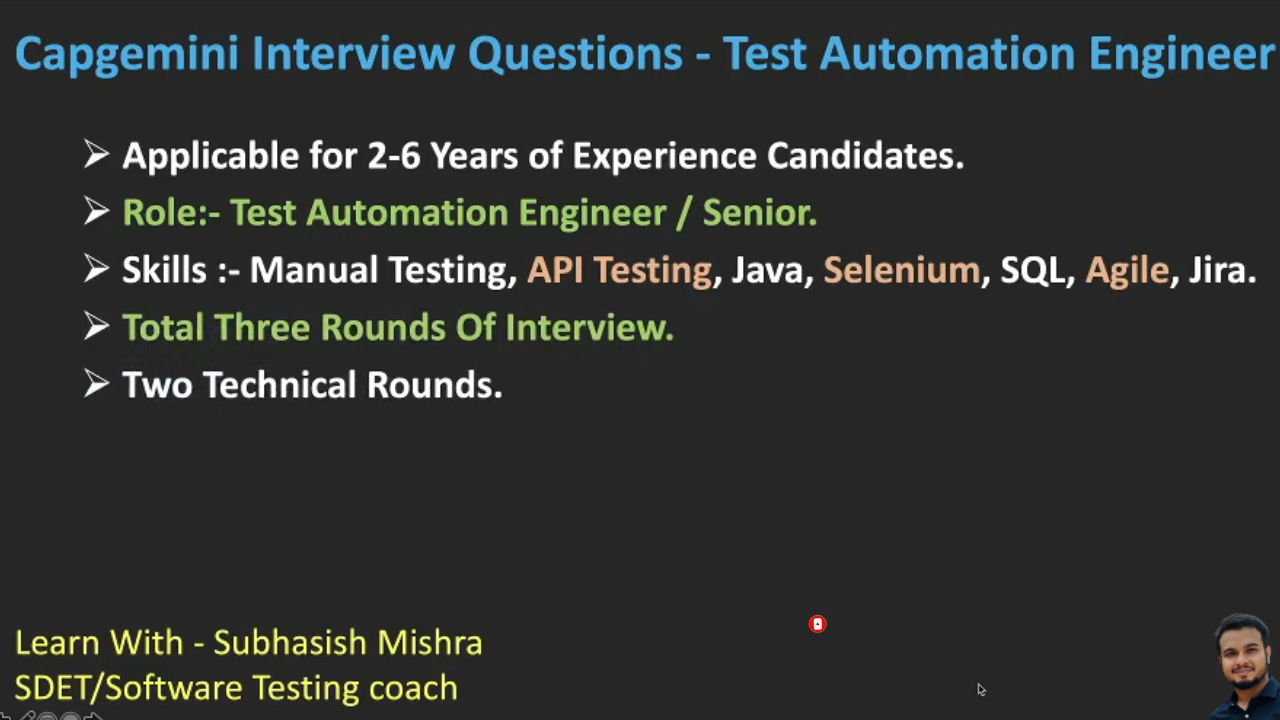 Capgemini Interview Questions - Test Automation Engineer
Applicable for 2-6 Years of Experience Candidates.
Role:- Test Automation Engineer / Senior.
Skills :- Manual Testing, API Testing, Java, Selenium, SQL, Agile, Jira.
Total Three Rounds Of Interview.
Two Technical Rounds.
Learn With - Subhasish Mishra
SDET/Software Testing coach